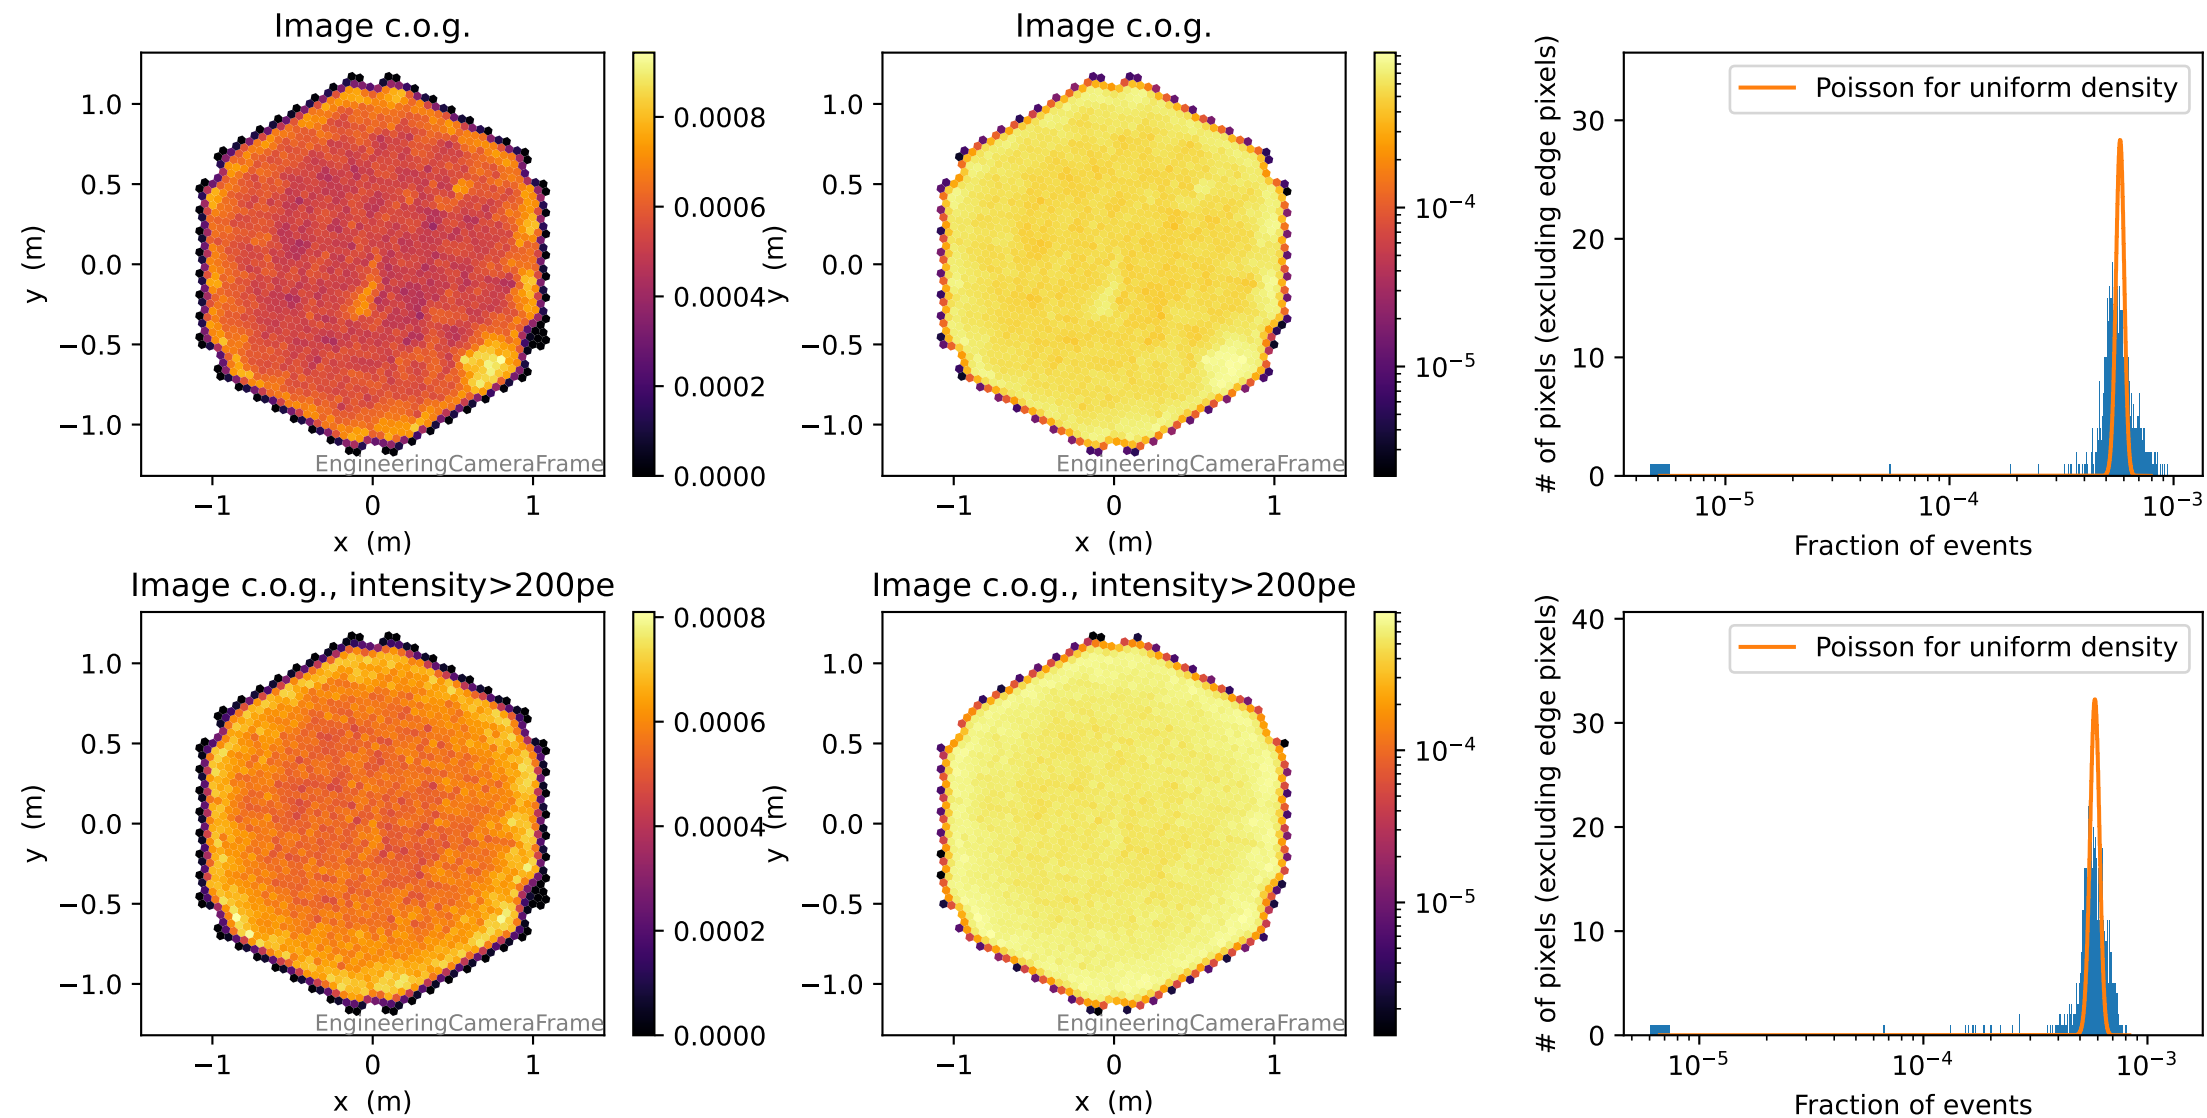 Image c.o.g.
1.0
0.5
0.0
−0.5
−1.0
y (m)
−1
0
1
x (m)
EngineeringCameraFrame
0.0008
0.0006
0.0004
0.0002
0.0000
Image c.o.g.
1.0
0.5
0.0
−0.5
−1.0
y (m)
−1
0
1
x (m)
EngineeringCameraFrame
10⁻⁴
10⁻⁵
Poisson for uniform density
# of pixels (excluding edge pixels)
30
20
10
0
10⁻⁵
10⁻⁴
10⁻³
Fraction of events
Image c.o.g., intensity>200pe
1.0
0.5
0.0
−0.5
−1.0
y (m)
−1
0
1
x (m)
EngineeringCameraFrame
0.0008
0.0006
0.0004
0.0002
0.0000
Image c.o.g., intensity>200pe
1.0
0.5
0.0
−0.5
−1.0
y (m)
−1
0
1
x (m)
EngineeringCameraFrame
10⁻⁴
10⁻⁵
Poisson for uniform density
# of pixels (excluding edge pixels)
40
30
20
10
0
10⁻⁵
10⁻⁴
10⁻³
Fraction of events